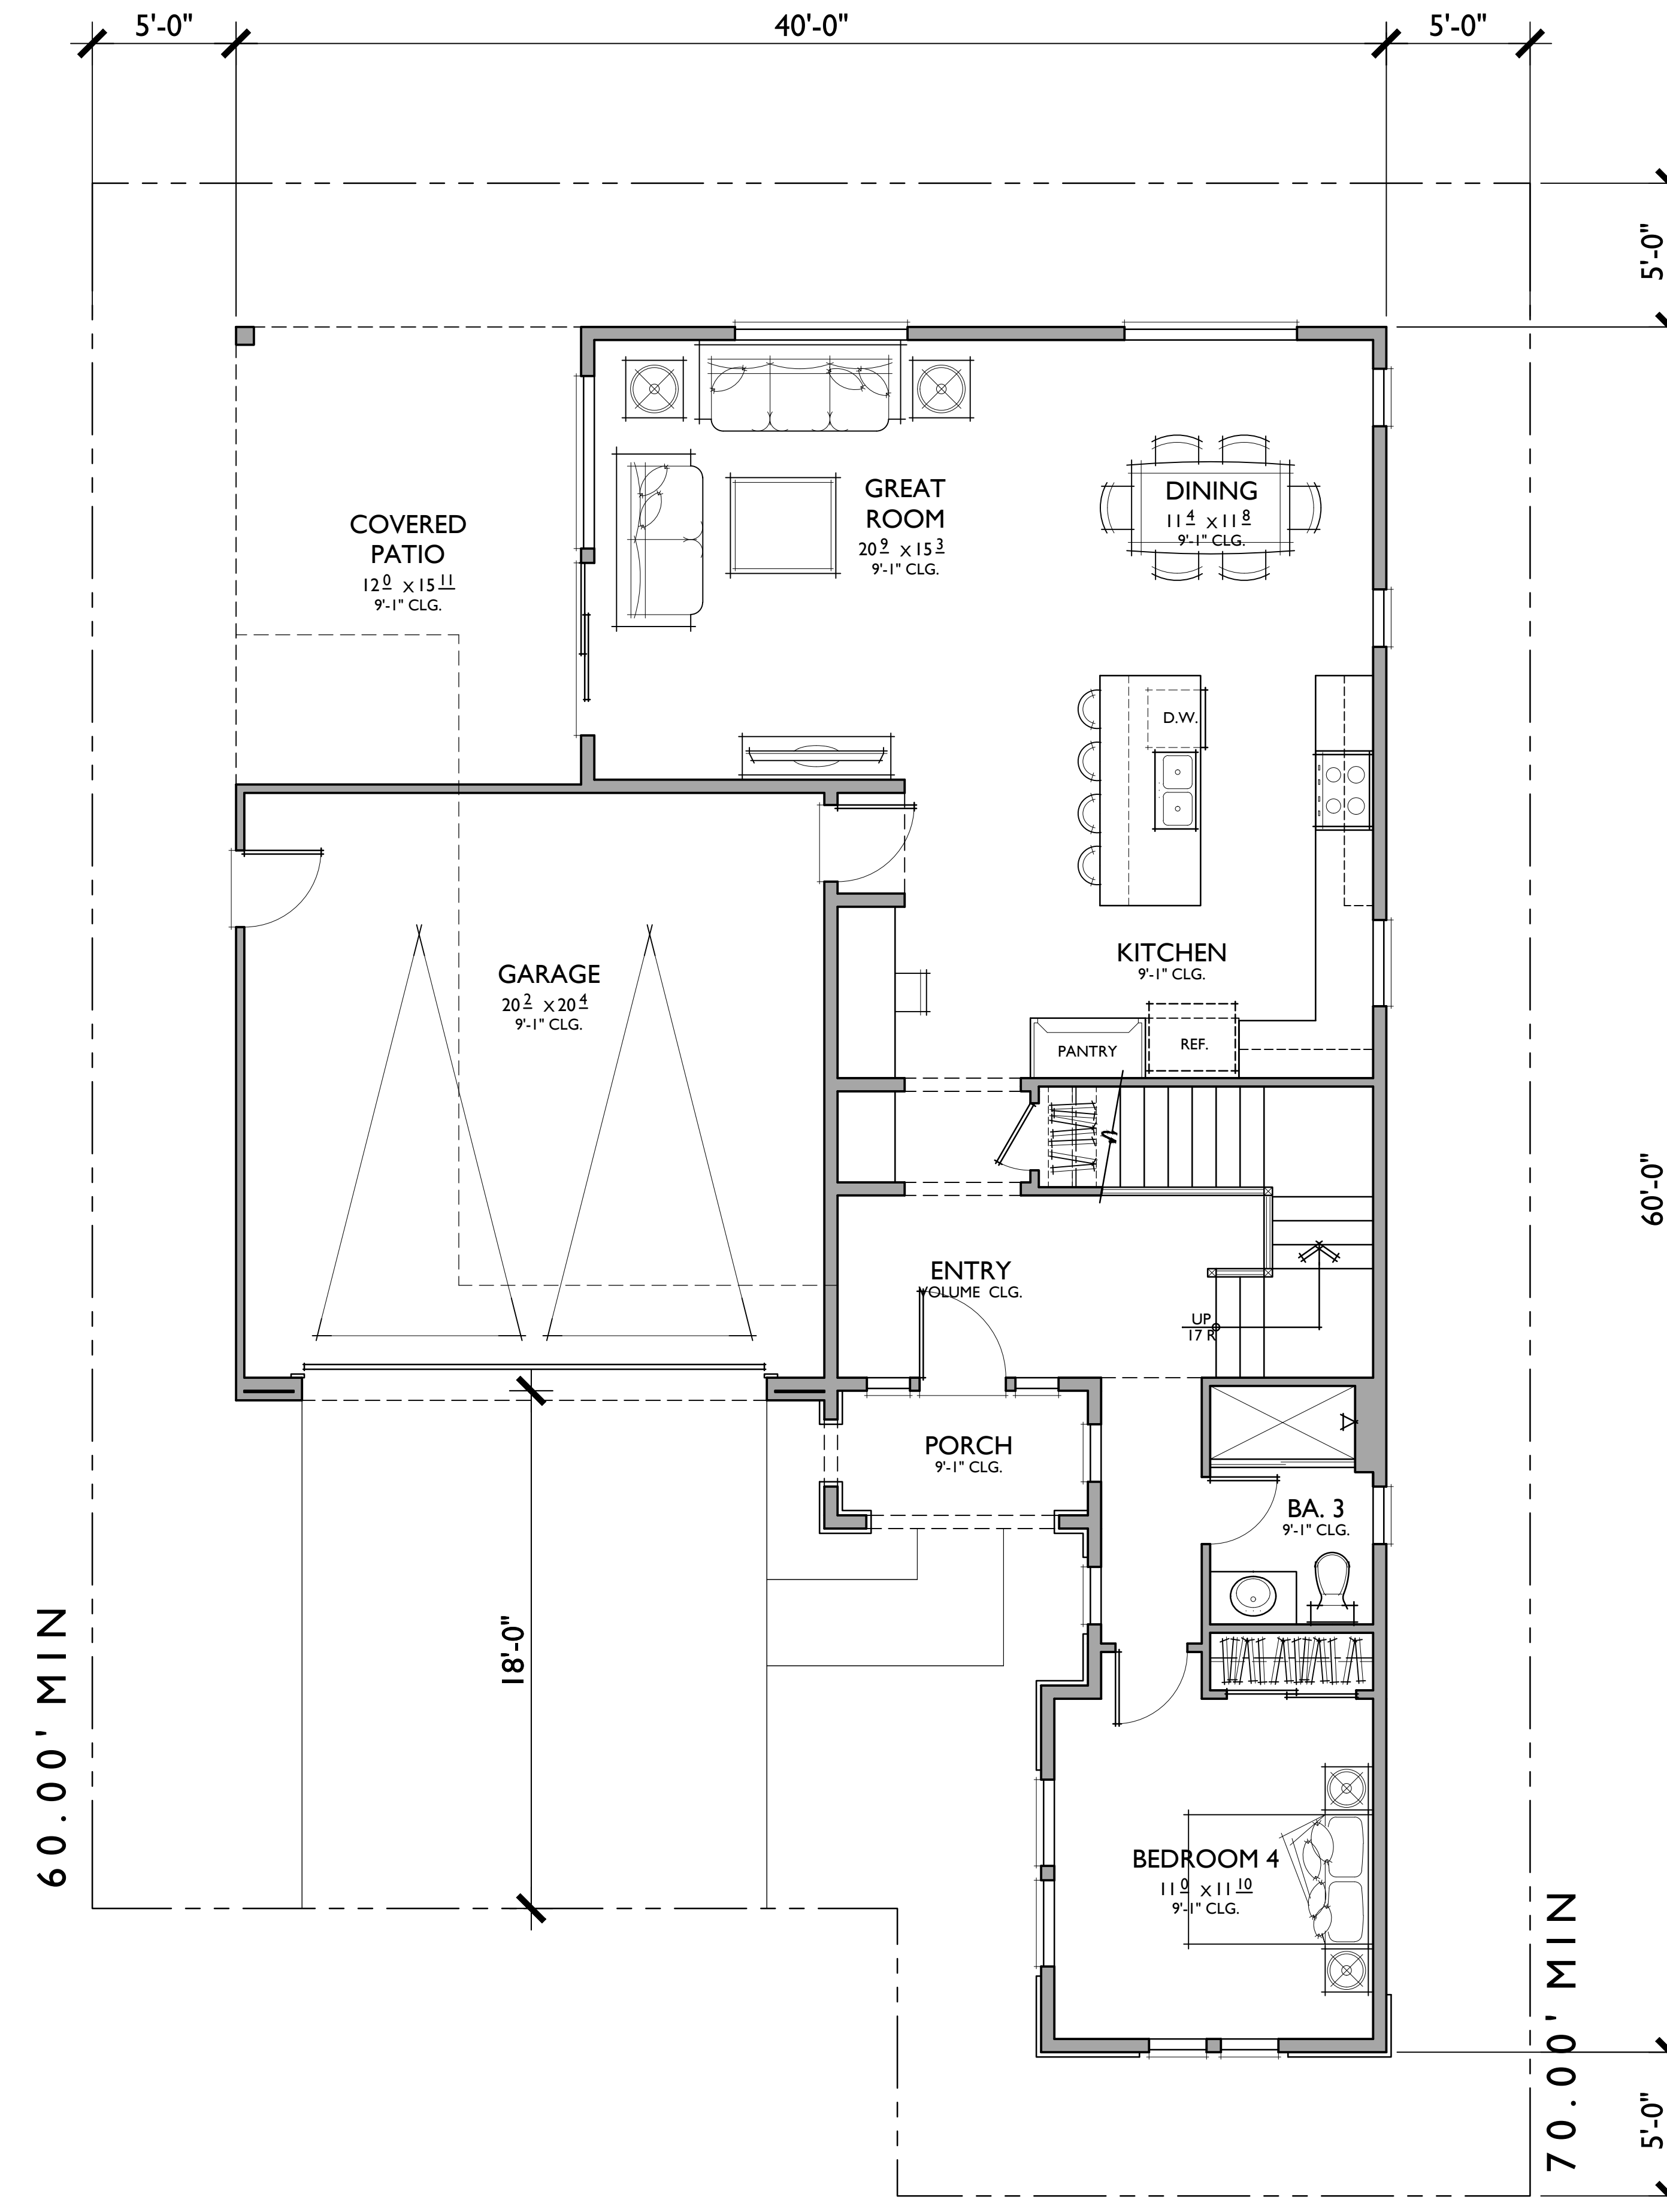 5'-0"
40'-0"
5'-0"
5'-0"
GREAT
ROOM
20 9 X 15 3
9'-1" CLG.
DINING
11 4 X 11 8
9'-1" CLG.
COVERED
PATIO
12 0 X 15 11
9'-1" CLG.
D.W.
KITCHEN
9'-1" CLG.
GARAGE
20 2 X 20 4
9'-1" CLG.
PANTRY
REF.
60'-0"
ENTRY
VOLUME CLG.
UP
17 R
PORCH
9'-1" CLG.
BA. 3
9'-1" CLG.
18'-0"
60.00' MIN
BEDROOM 4
11 0 X 11 10
9'-1" CLG.
70.00' MIN
5'-0"